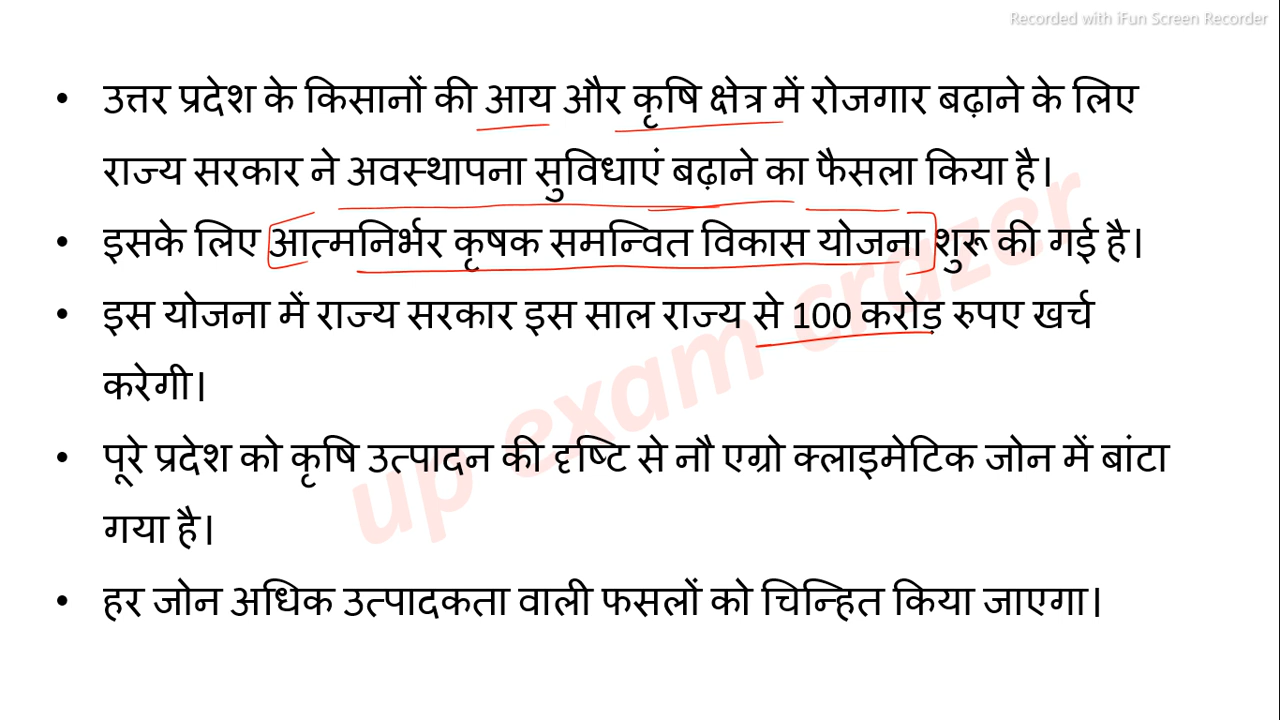 Recorded with iFun Screen Recorder
• उत्तर प्रदेश के किसानों की आय और कृषि क्षेत्र में रोजगार बढ़ाने के लिए
राज्य सरकार ने अवस्थापना सुविधाएं बढ़ाने का फैसला किया है।
• इसके लिए आत्मनिर्भर कृषक समन्वित विकास योजना शुरू की गई है।
• इस योजना में राज्य सरकार इस साल राज्य से 100 करोड़ रुपए खर्च
करेगी।
• पूरे प्रदेश को कृषि उत्पादन की दृष्टि से नौ एग्रो क्लाइमेटिक जोन में बांटा
गया है।
• हर जोन अधिक उत्पादकता वाली फसलों को चिन्हित किया जाएगा।
up exam crazer